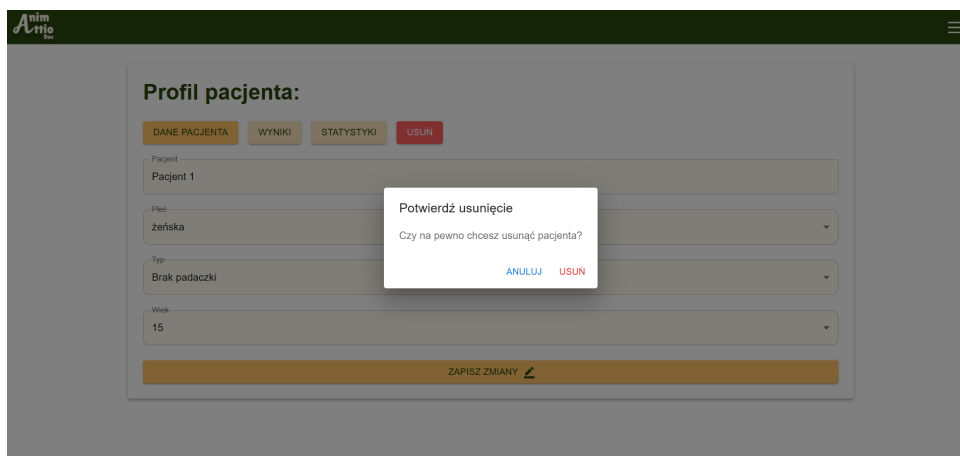 Anim
Attio
Doc
Profil pacjenta:
DANE PACJENTA WYNIKI STATYSTYKI USUŃ
Pacjent
Pacjent 1
Płeć
żeńska
Typ
Brak padaczki
Wiek
15
ZAPISZ ZMIANY
Potwierdź usunięcie
Czy na pewno chcesz usunąć pacjenta?
ANULUJ USUŃ